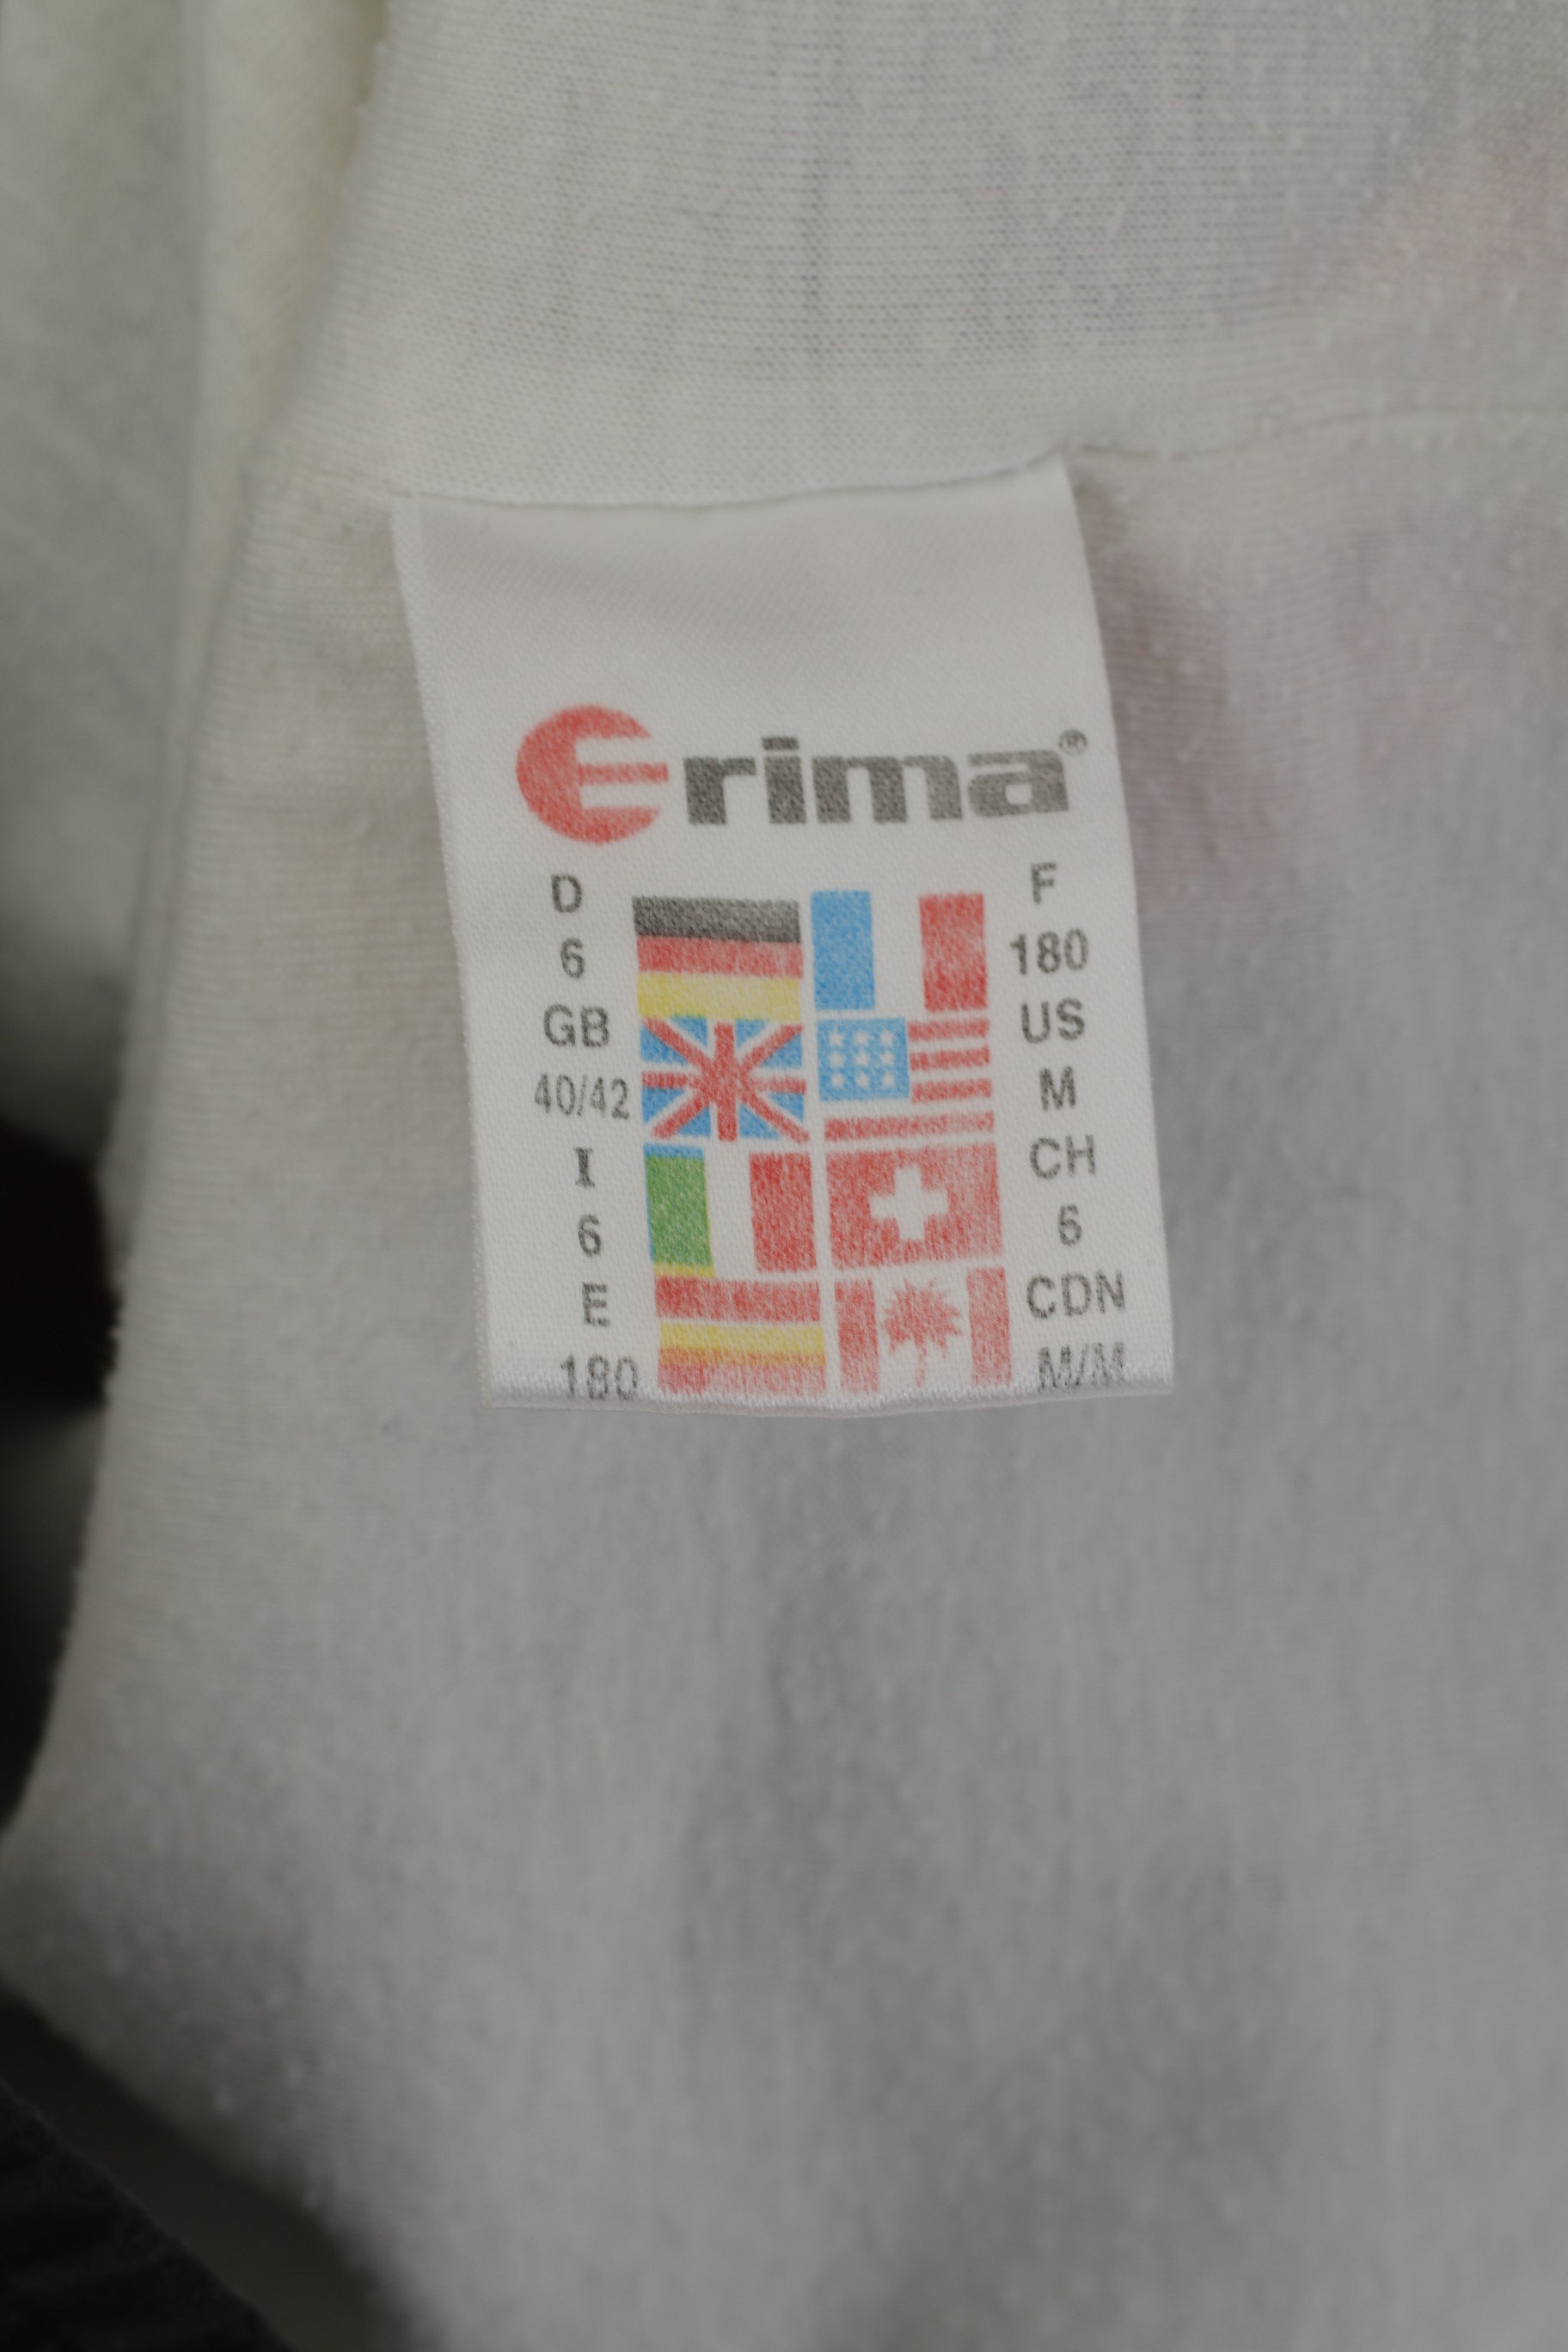 erima®
D
6
GB
40/42
I
6
E
180
F
180
US
M
CH
6
CDN
M/M